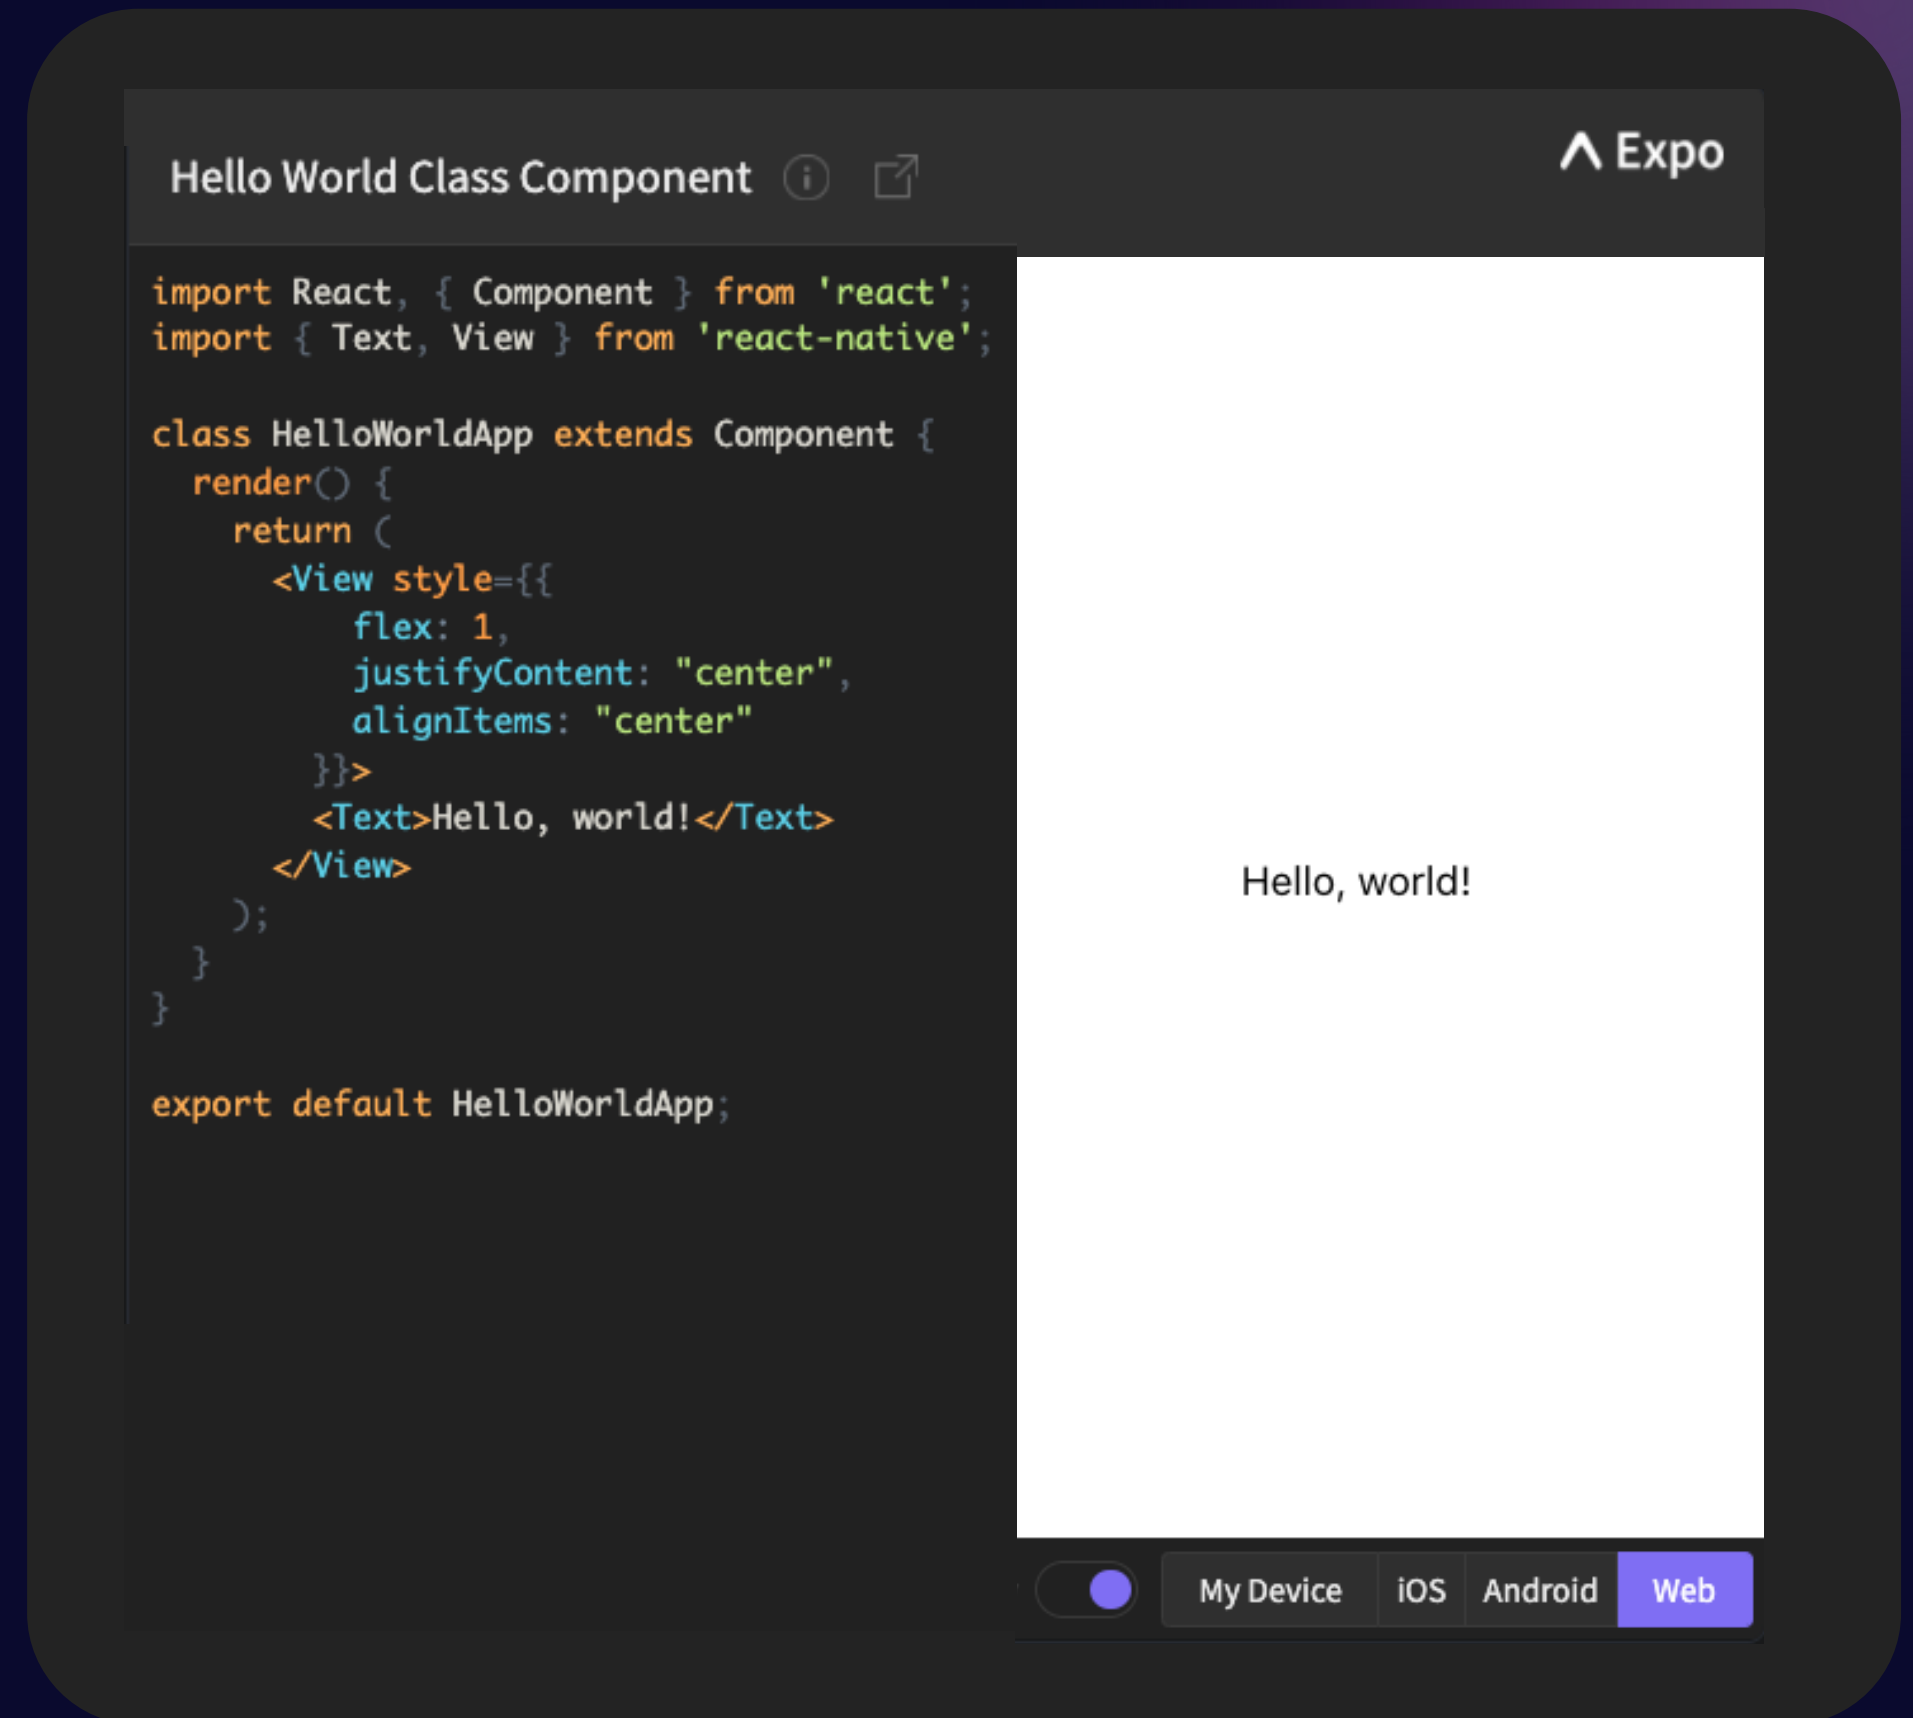 Hello World Class Component
Expo
import React, { Component } from 'react';
import { Text, View } from 'react-native';
class HelloWorldApp extends Component {
render() {
return (
<View style={{
flex: 1,
justifyContent: "center",
alignItems: "center"
}}>
<Text>Hello, world!</Text>
</View>
);
}
}
export default HelloWorldApp;
Hello, world!
My Device iOS Android Web